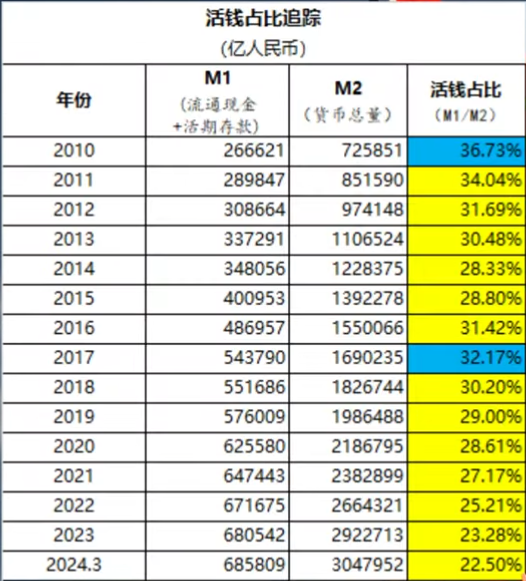 活钱占比追踪
(亿人民币)
年份 M1 M2 活钱占比
(流通现金 (货币总量) (M1/M2)
+活期存款)
2010 266621 725851 36.73%
2011 289847 851590 34.04%
2012 308664 974148 31.69%
2013 337291 1106524 30.48%
2014 348056 1228375 28.33%
2015 400953 1392278 28.80%
2016 486957 1550066 31.42%
2017 543790 1690235 32.17%
2018 551686 1826744 30.20%
2019 576009 1986488 29.00%
2020 625580 2186795 28.61%
2021 647443 2382899 27.17%
2022 671675 2664321 25.21%
2023 680542 2922713 23.28%
2024.3 685809 3047952 22.50%